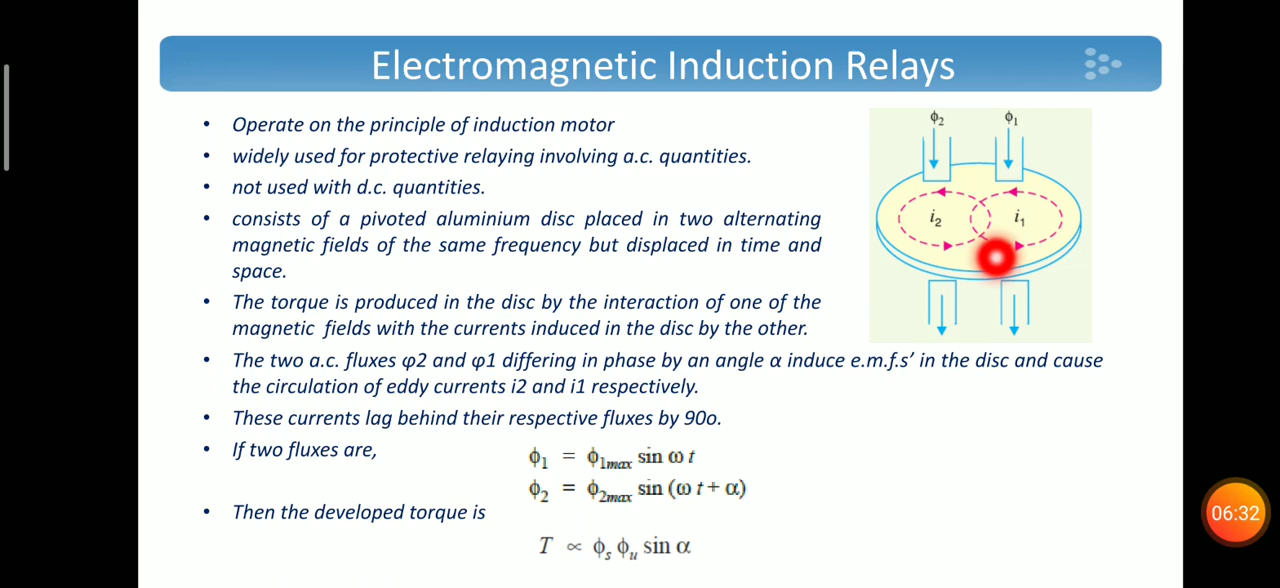 Electromagnetic Induction Relays
• Operate on the principle of induction motor
• widely used for protective relaying involving a.c. quantities.
• not used with d.c. quantities.
• consists of a pivoted aluminium disc placed in two alternating
magnetic fields of the same frequency but displaced in time and
space.
• The torque is produced in the disc by the interaction of one of the
magnetic fields with the currents induced in the disc by the other.
ϕ2 ϕ1
i2 i1
• The two a.c. fluxes φ2 and φ1 differing in phase by an angle α induce e.m.f.s’ in the disc and cause
the circulation of eddy currents i2 and i1 respectively.
• These currents lag behind their respective fluxes by 90o.
• If two fluxes are,
ϕ1 = ϕ1max sin ω t
ϕ2 = ϕ2max sin (ω t + α)
• Then the developed torque is
T ∝ ϕs ϕu sin α
06:32